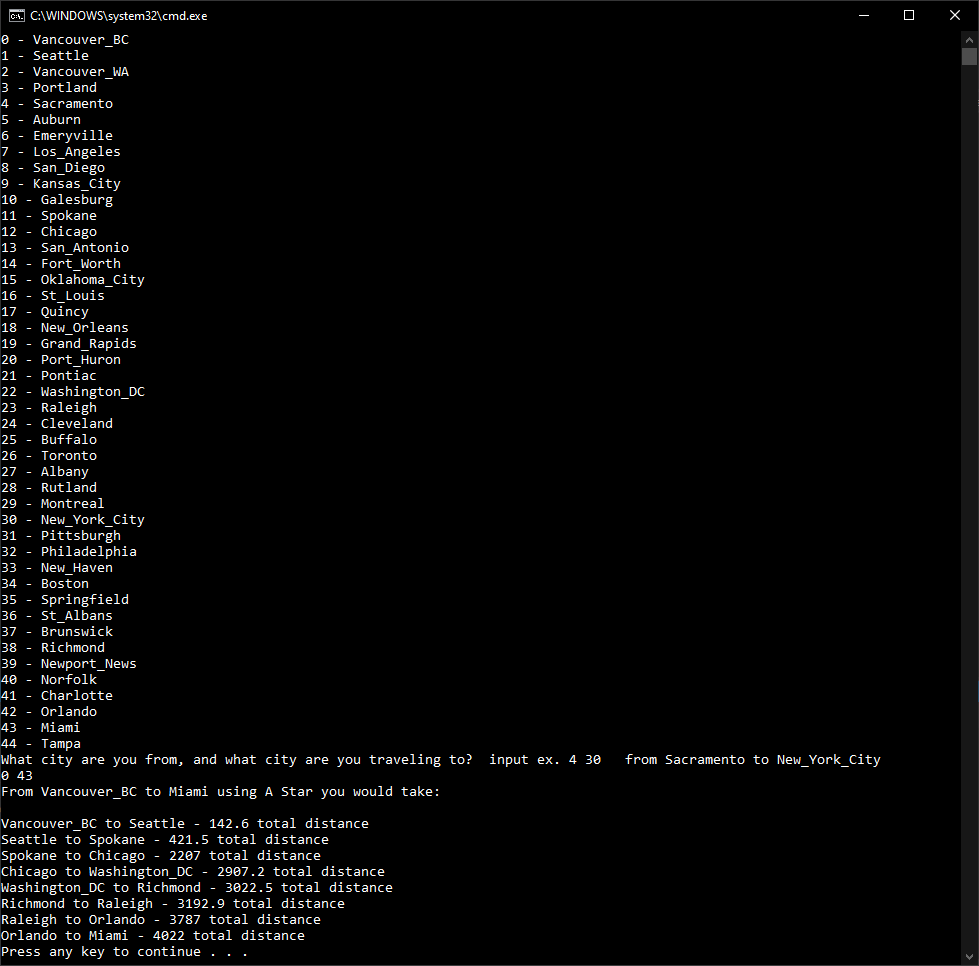 C:\WINDOWS\system32\cmd.exe
0 - Vancouver_BC
1 - Seattle
2 - Vancouver_WA
3 - Portland
4 - Sacramento
5 - Auburn
6 - Emeryville
7 - Los_Angeles
8 - San_Diego
9 - Kansas_City
10 - Galesburg
11 - Spokane
12 - Chicago
13 - San_Antonio
14 - Fort_Worth
15 - Oklahoma_City
16 - St_Louis
17 - Quincy
18 - New_Orleans
19 - Grand_Rapids
20 - Port_Huron
21 - Pontiac
22 - Washington_DC
23 - Raleigh
24 - Cleveland
25 - Buffalo
26 - Toronto
27 - Albany
28 - Rutland
29 - Montreal
30 - New_York_City
31 - Pittsburgh
32 - Philadelphia
33 - New_Haven
34 - Boston
35 - Springfield
36 - St_Albans
37 - Brunswick
38 - Richmond
39 - Newport_News
40 - Norfolk
41 - Charlotte
42 - Orlando
43 - Miami
44 - Tampa
What city are you from, and what city are you traveling to?  input ex. 4 30   from Sacramento to New_York_City
0 43
From Vancouver_BC to Miami using A Star you would take:

Vancouver_BC to Seattle - 142.6 total distance
Seattle to Spokane - 421.5 total distance
Spokane to Chicago - 2207 total distance
Chicago to Washington_DC - 2907.2 total distance
Washington_DC to Richmond - 3022.5 total distance
Richmond to Raleigh - 3192.9 total distance
Raleigh to Orlando - 3787 total distance
Orlando to Miami - 4022 total distance
Press any key to continue . . .